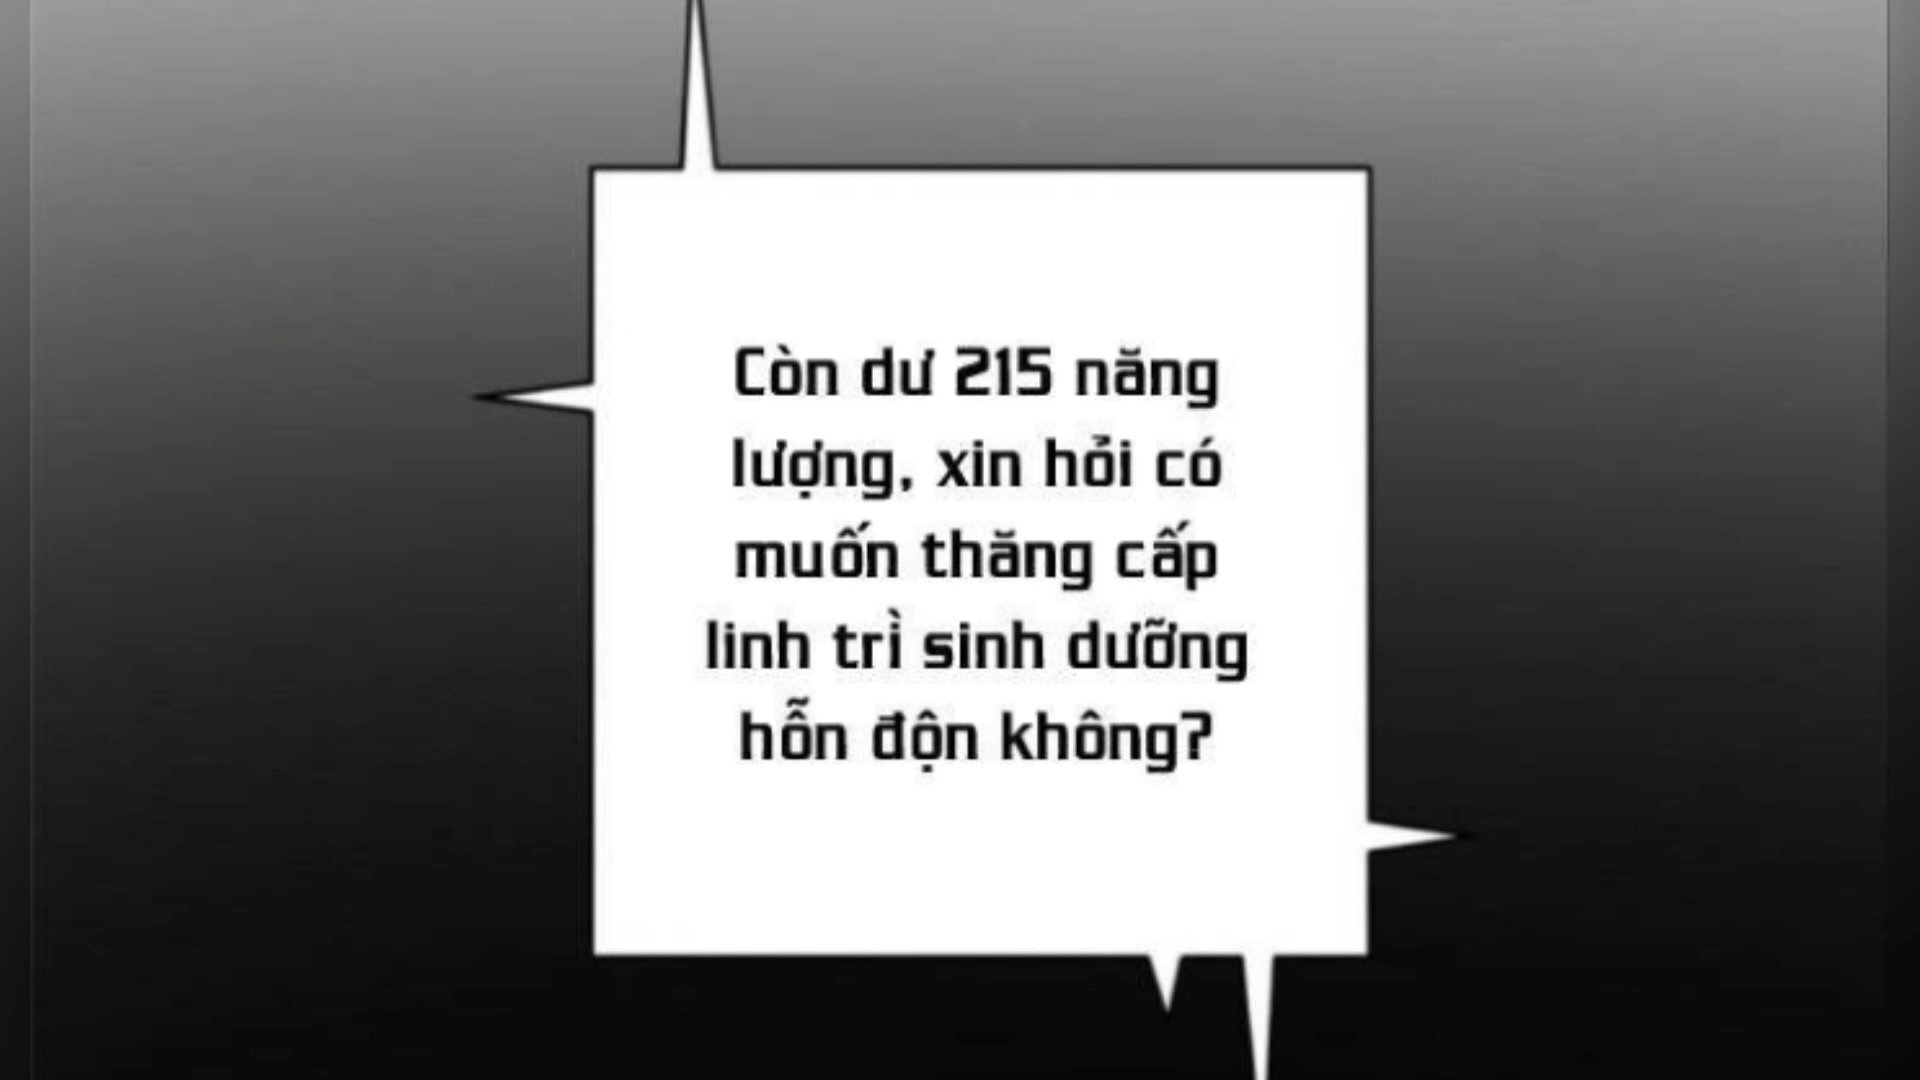 Còn dư 215 năng
lượng, xin hỏi có
muốn thăng cấp
linh trì sinh dưỡng
hỗn độn không?